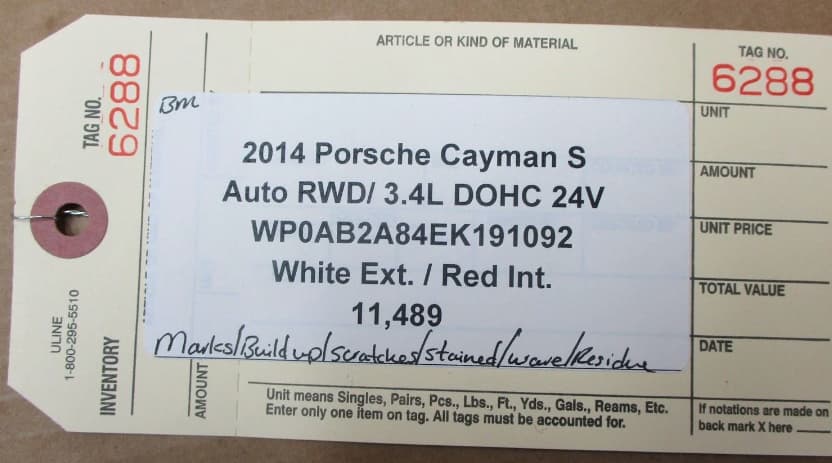 ARTICLE OR KIND OF MATERIAL
TAG NO.
6288
TAG NO.
6288
UNIT
AMOUNT
UNIT PRICE
TOTAL VALUE
DATE
If notations are made on
back mark X here
Bm
2014 Porsche Cayman S
Auto RWD/ 3.4L DOHC 24V
WP0AB2A84EK191092
White Ext. / Red Int.
11,489
Marks/Buildup/scratches/stained/wave/Residue
ULINE
1-800-295-5510
INVENTORY
AMOUNT
Unit means Singles, Pairs, Pcs., Lbs., Ft., Yds., Gals., Reams, Etc.
Enter only one item on tag. All tags must be accounted for.